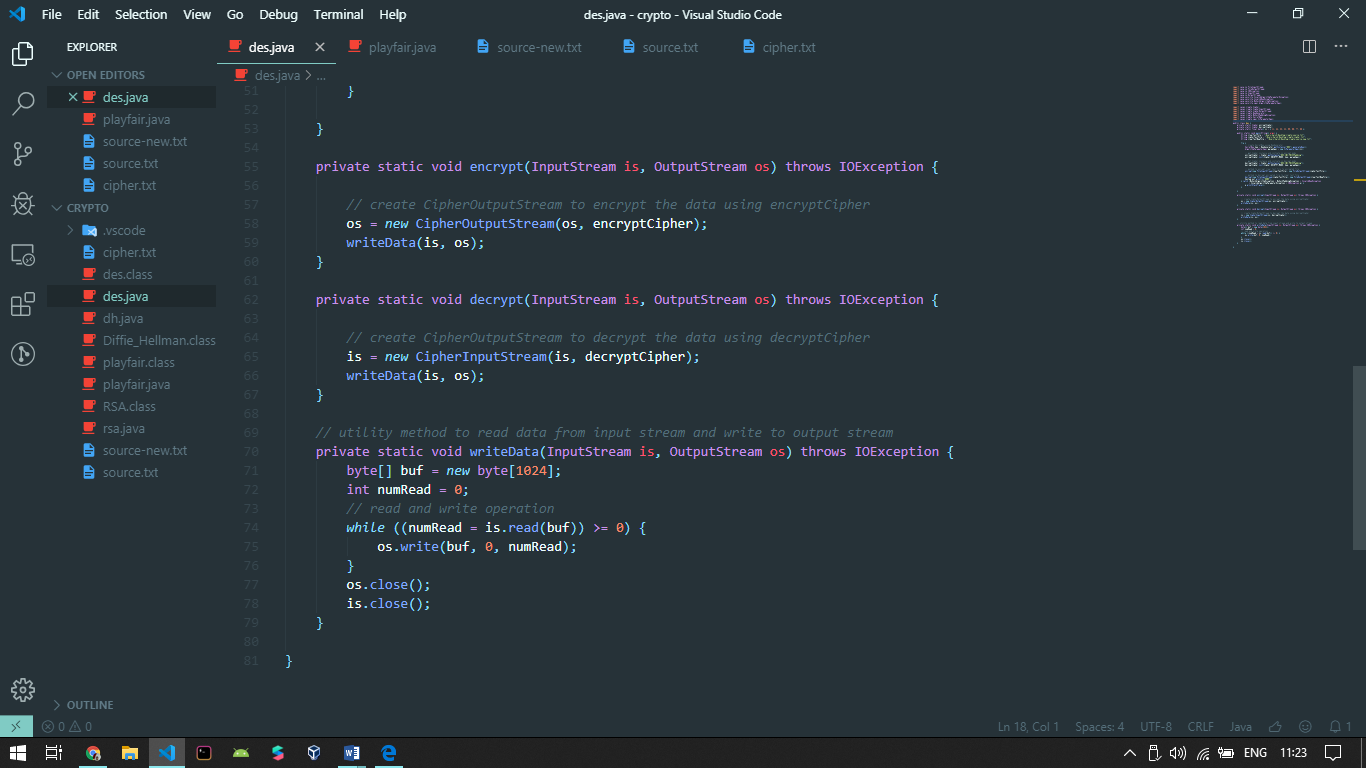 File Edit Selection View Go Debug Terminal Help
des.java - crypto - Visual Studio Code
EXPLORER
OPEN EDITORS
des.java
playfair.java
source-new.txt
source.txt
cipher.txt
CRYPTO
.vscode
cipher.txt
des.class
des.java
dh.java
Diffie_Hellman.class
playfair.class
playfair.java
RSA.class
rsa.java
source-new.txt
source.txt
OUTLINE
des.java playfair.java source-new.txt source.txt cipher.txt
des.java > ...
51 }
52
53 }
54
55 private static void encrypt(InputStream is, OutputStream os) throws IOException {
56
57 // create CipherOutputStream to encrypt the data using encryptCipher
58 os = new CipherOutputStream(os, encryptCipher);
59 writeData(is, os);
60 }
61
62 private static void decrypt(InputStream is, OutputStream os) throws IOException {
63
64 // create CipherOutputStream to decrypt the data using decryptCipher
65 is = new CipherInputStream(is, decryptCipher);
66 writeData(is, os);
67 }
68
69 // utility method to read data from input stream and write to output stream
70 private static void writeData(InputStream is, OutputStream os) throws IOException {
71 byte[] buf = new byte[1024];
72 int numRead = 0;
73 // read and write operation
74 while ((numRead = is.read(buf)) >= 0) {
75 os.write(buf, 0, numRead);
76 }
77 os.close();
78 is.close();
79 }
80
81 }
0 0
Ln 18, Col 1 Spaces: 4 UTF-8 CRLF Java 1
ENG 11:23